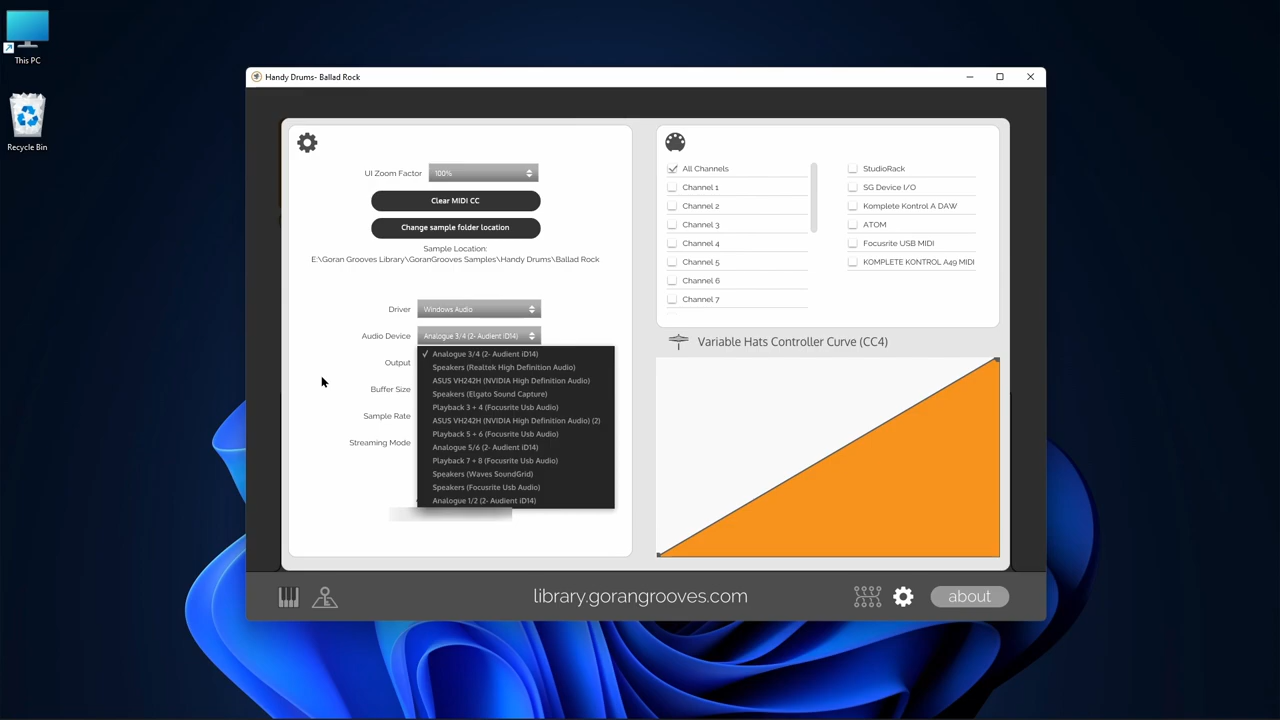 This PC
Recycle Bin
Handy Drums- Ballad Rock
UI Zoom Factor 100%
Clear MIDI CC
Change sample folder location
Sample Location:
E:\Goran Grooves Library\GoranGrooves Samples\Handy Drums\Ballad Rock
Driver Windows Audio
Audio Device Analogue 3/4 (2- Audient iD14)
Output
Buffer Size
Sample Rate
Streaming Mode
✓ Analogue 3/4 (2- Audient iD14)
Speakers (Realtek High Definition Audio)
ASUS VH242H (NVIDIA High Definition Audio)
Speakers (Elgato Sound Capture)
Playback 3 + 4 (Focusrite Usb Audio)
ASUS VH242H (NVIDIA High Definition Audio) (2)
Playback 5 + 6 (Focusrite Usb Audio)
Analogue 5/6 (2- Audient iD14)
Playback 7 + 8 (Focusrite Usb Audio)
Speakers (Waves SoundGrid)
Speakers (Focusrite Usb Audio)
Analogue 1/2 (2- Audient iD14)
All Channels
Channel 1
Channel 2
Channel 3
Channel 4
Channel 5
Channel 6
Channel 7
StudioRack
SG Device I/O
Komplete Kontrol A DAW
ATOM
Focusrite USB MIDI
KOMPLETE KONTROL A49 MIDI
Variable Hats Controller Curve (CC4)
library.gorangrooves.com
about